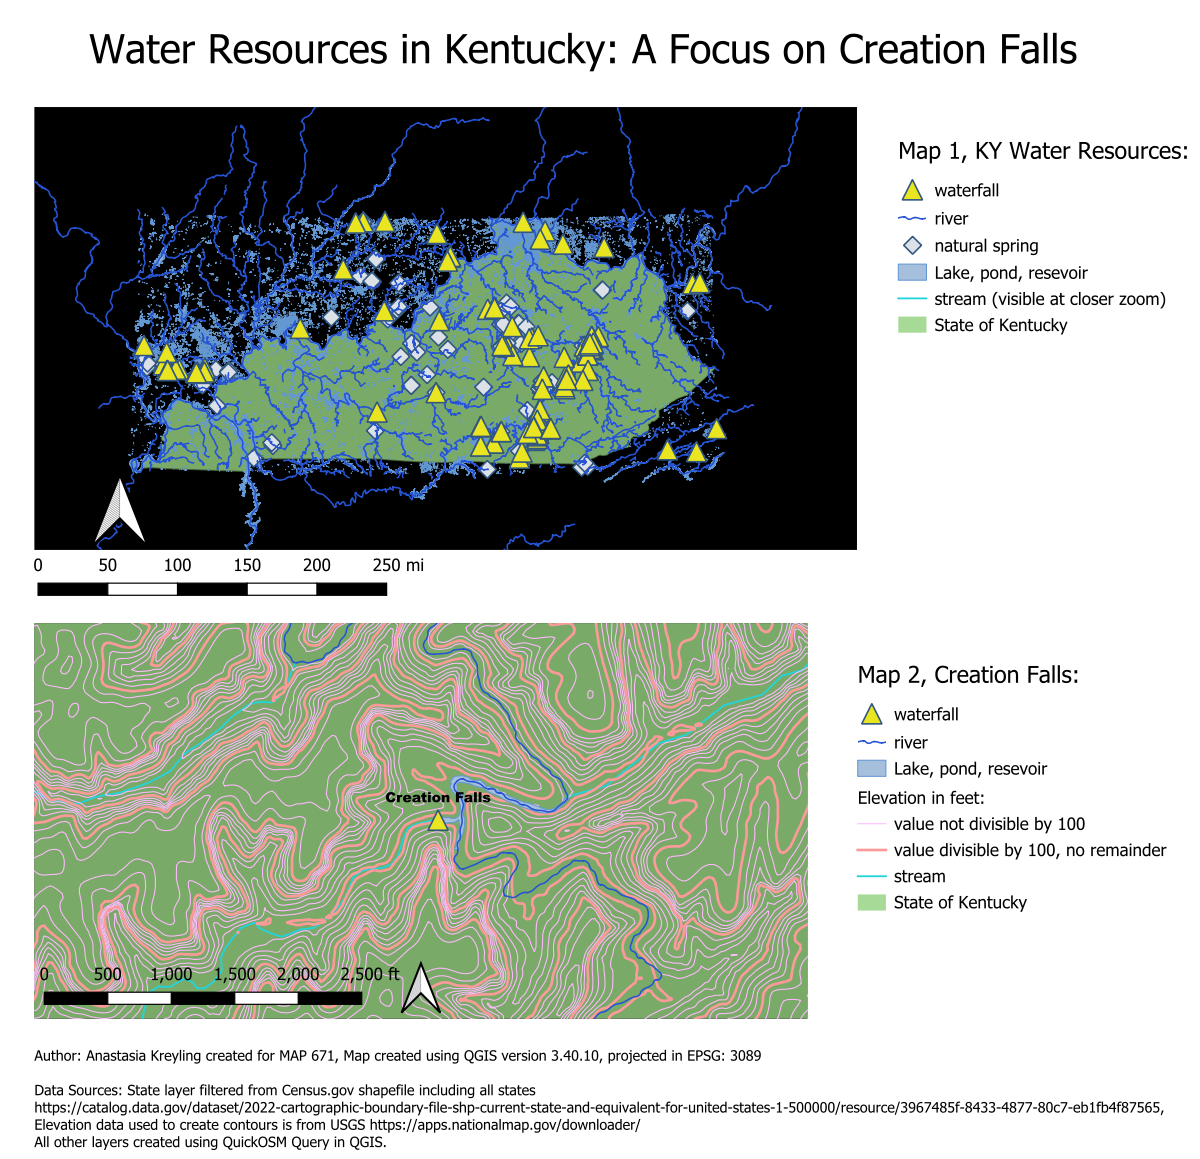 Water Resources in Kentucky: A Focus on Creation Falls
Map 1, KY Water Resources:
waterfall
river
natural spring
Lake, pond, resevoir
stream (visible at closer zoom)
State of Kentucky
0 50 100 150 200 250 mi
Map 2, Creation Falls:
waterfall
river
Lake, pond, resevoir
Elevation in feet:
value not divisible by 100
value divisible by 100, no remainder
stream
State of Kentucky
Creation Falls
0 500 1,000 1,500 2,000 2,500 ft
Author: Anastasia Kreyling created for MAP 671, Map created using QGIS version 3.40.10, projected in EPSG: 3089
Data Sources: State layer filtered from Census.gov shapefile including all states
https://catalog.data.gov/dataset/2022-cartographic-boundary-file-shp-current-state-and-equivalent-for-united-states-1-500000/resource/3967485f-8433-4877-80c7-eb1fb4f87565,
Elevation data used to create contours is from USGS https://apps.nationalmap.gov/downloader/
All other layers created using QuickOSM Query in QGIS.